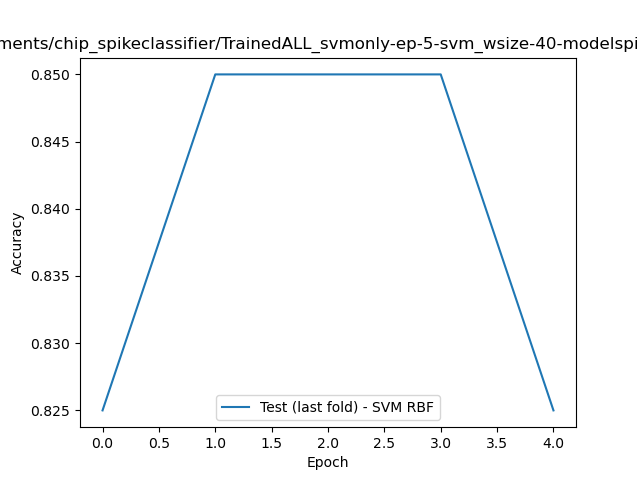 ments/chip_spikeclassifier/TrainedALL_svmonly-ep-5-svm_wsize-40-modelspi
0.850
0.845
0.840
0.835
0.830
0.825
Accuracy
Test (last fold) - SVM RBF
0.0 0.5 1.0 1.5 2.0 2.5 3.0 3.5 4.0
Epoch